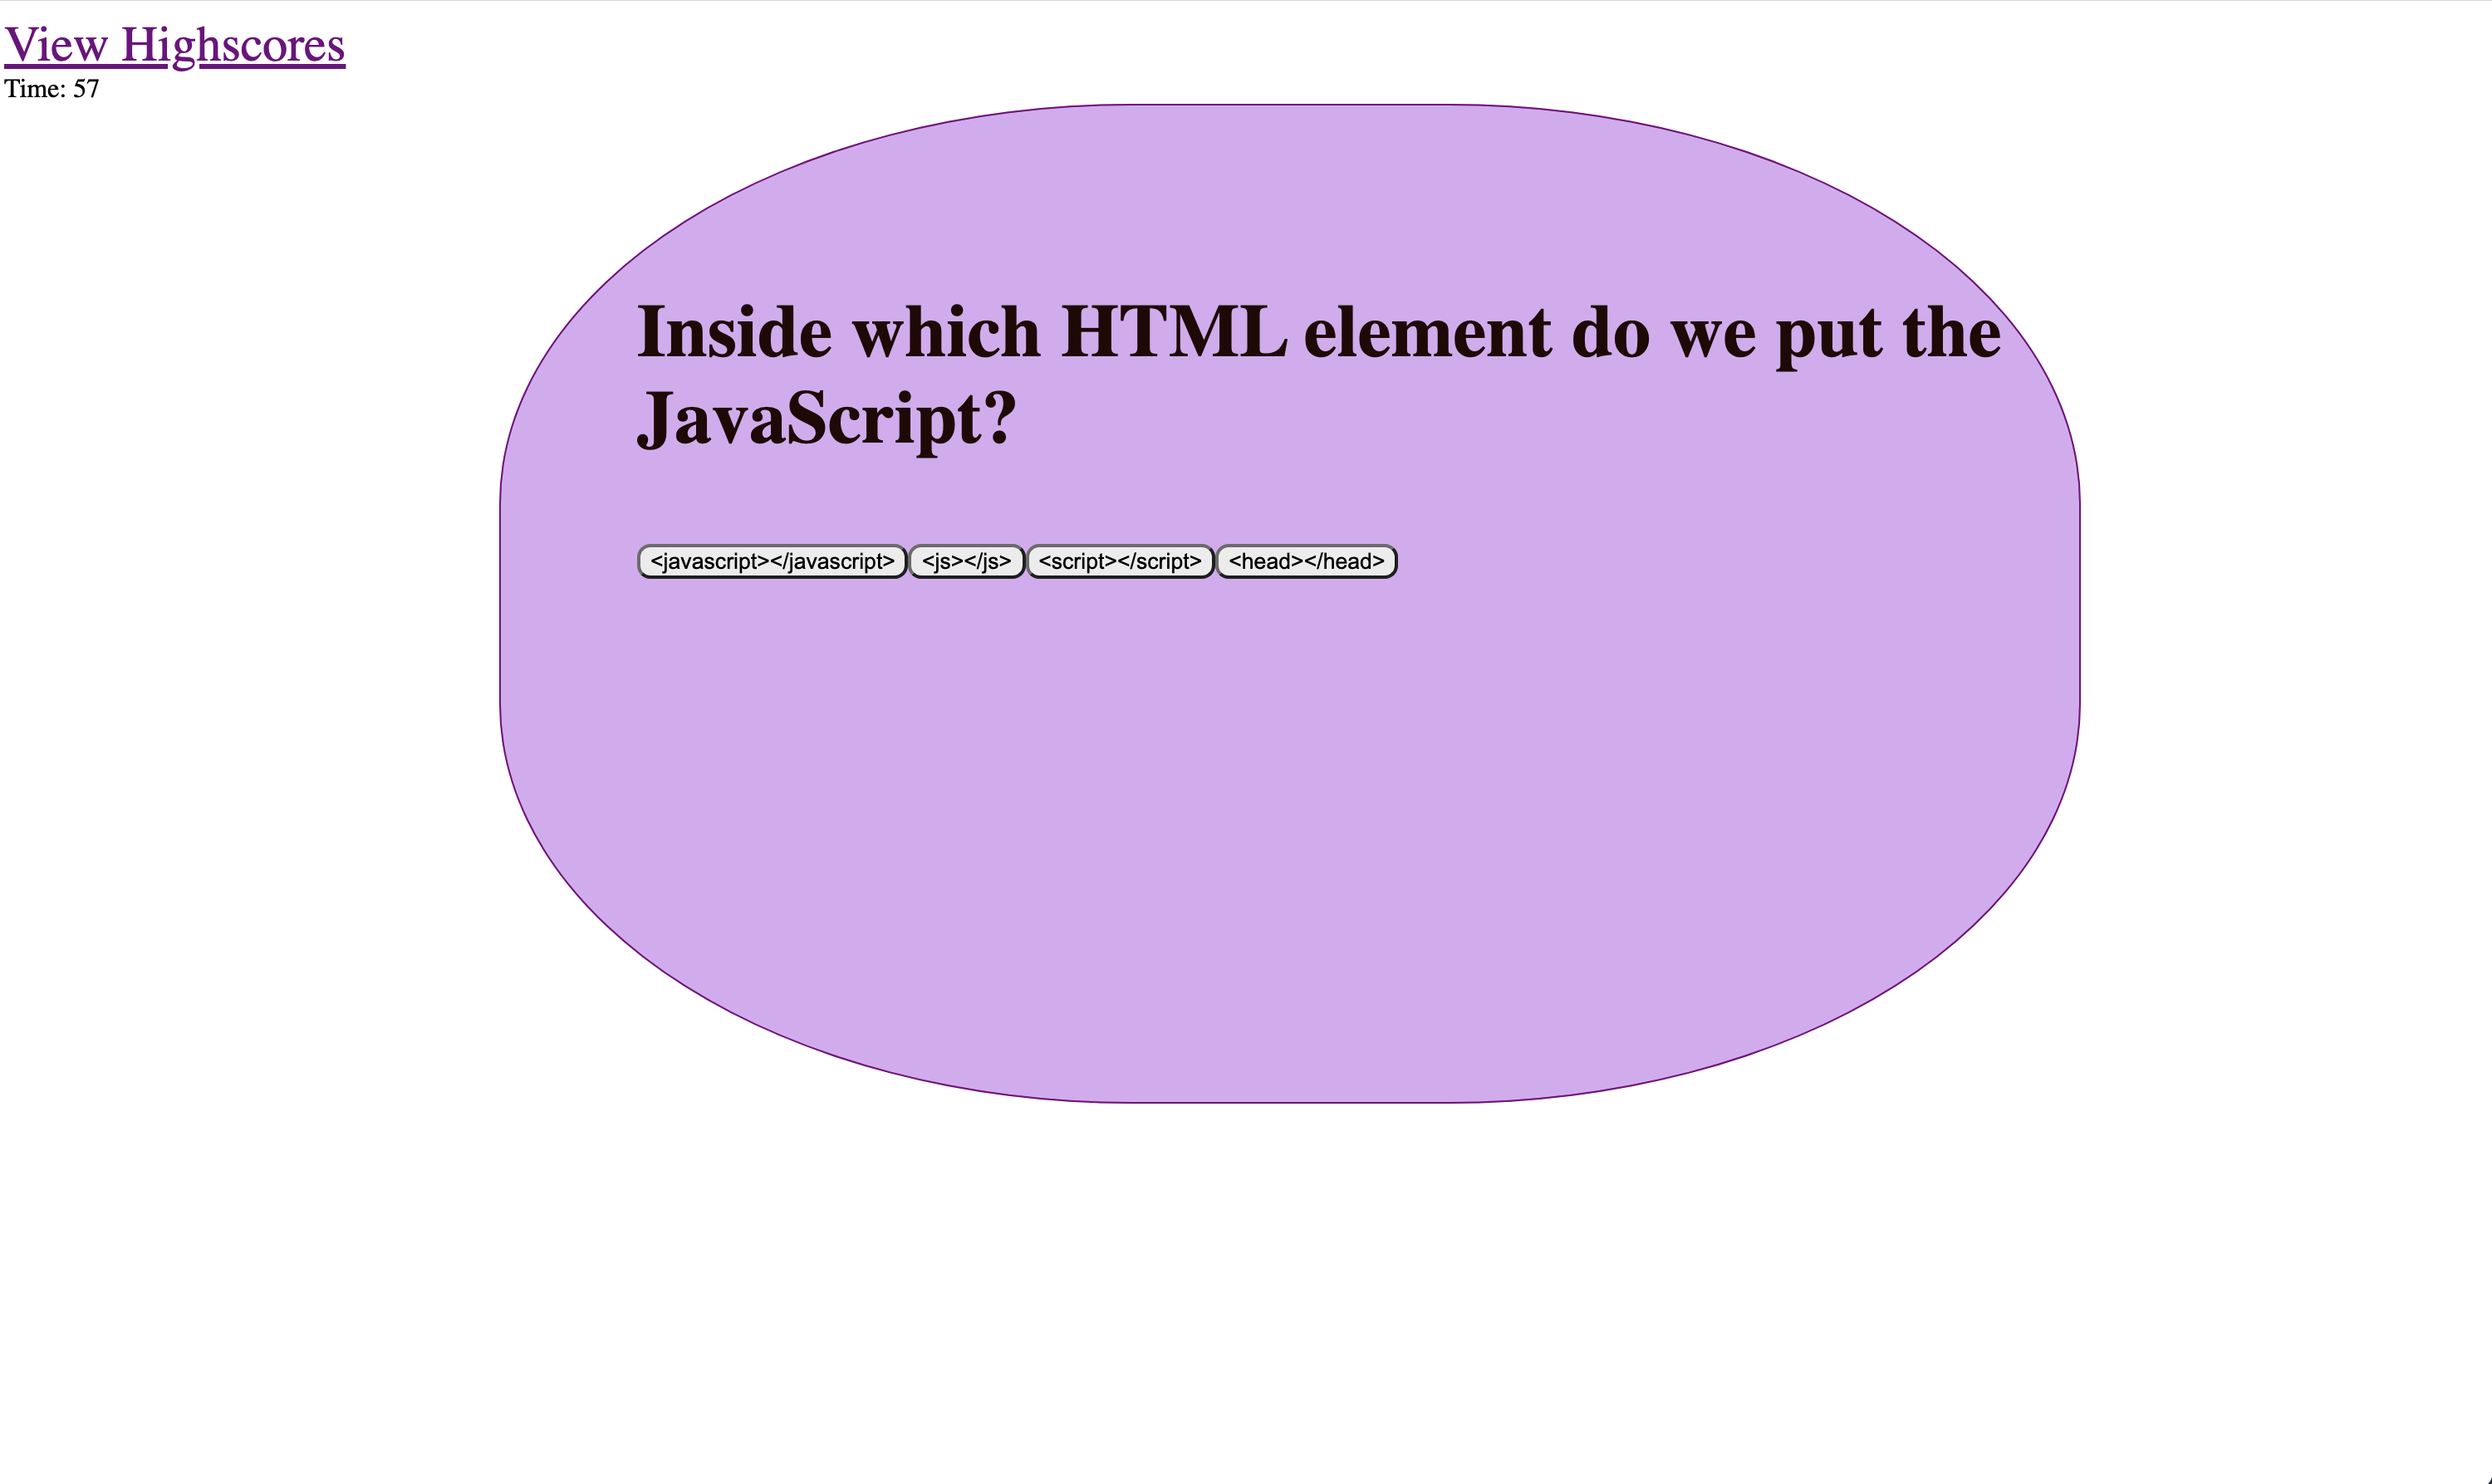 View Highscores
Time: 57
Inside which HTML element do we put the
JavaScript?
<javascript></javascript> <js></js> <script></script> <head></head>